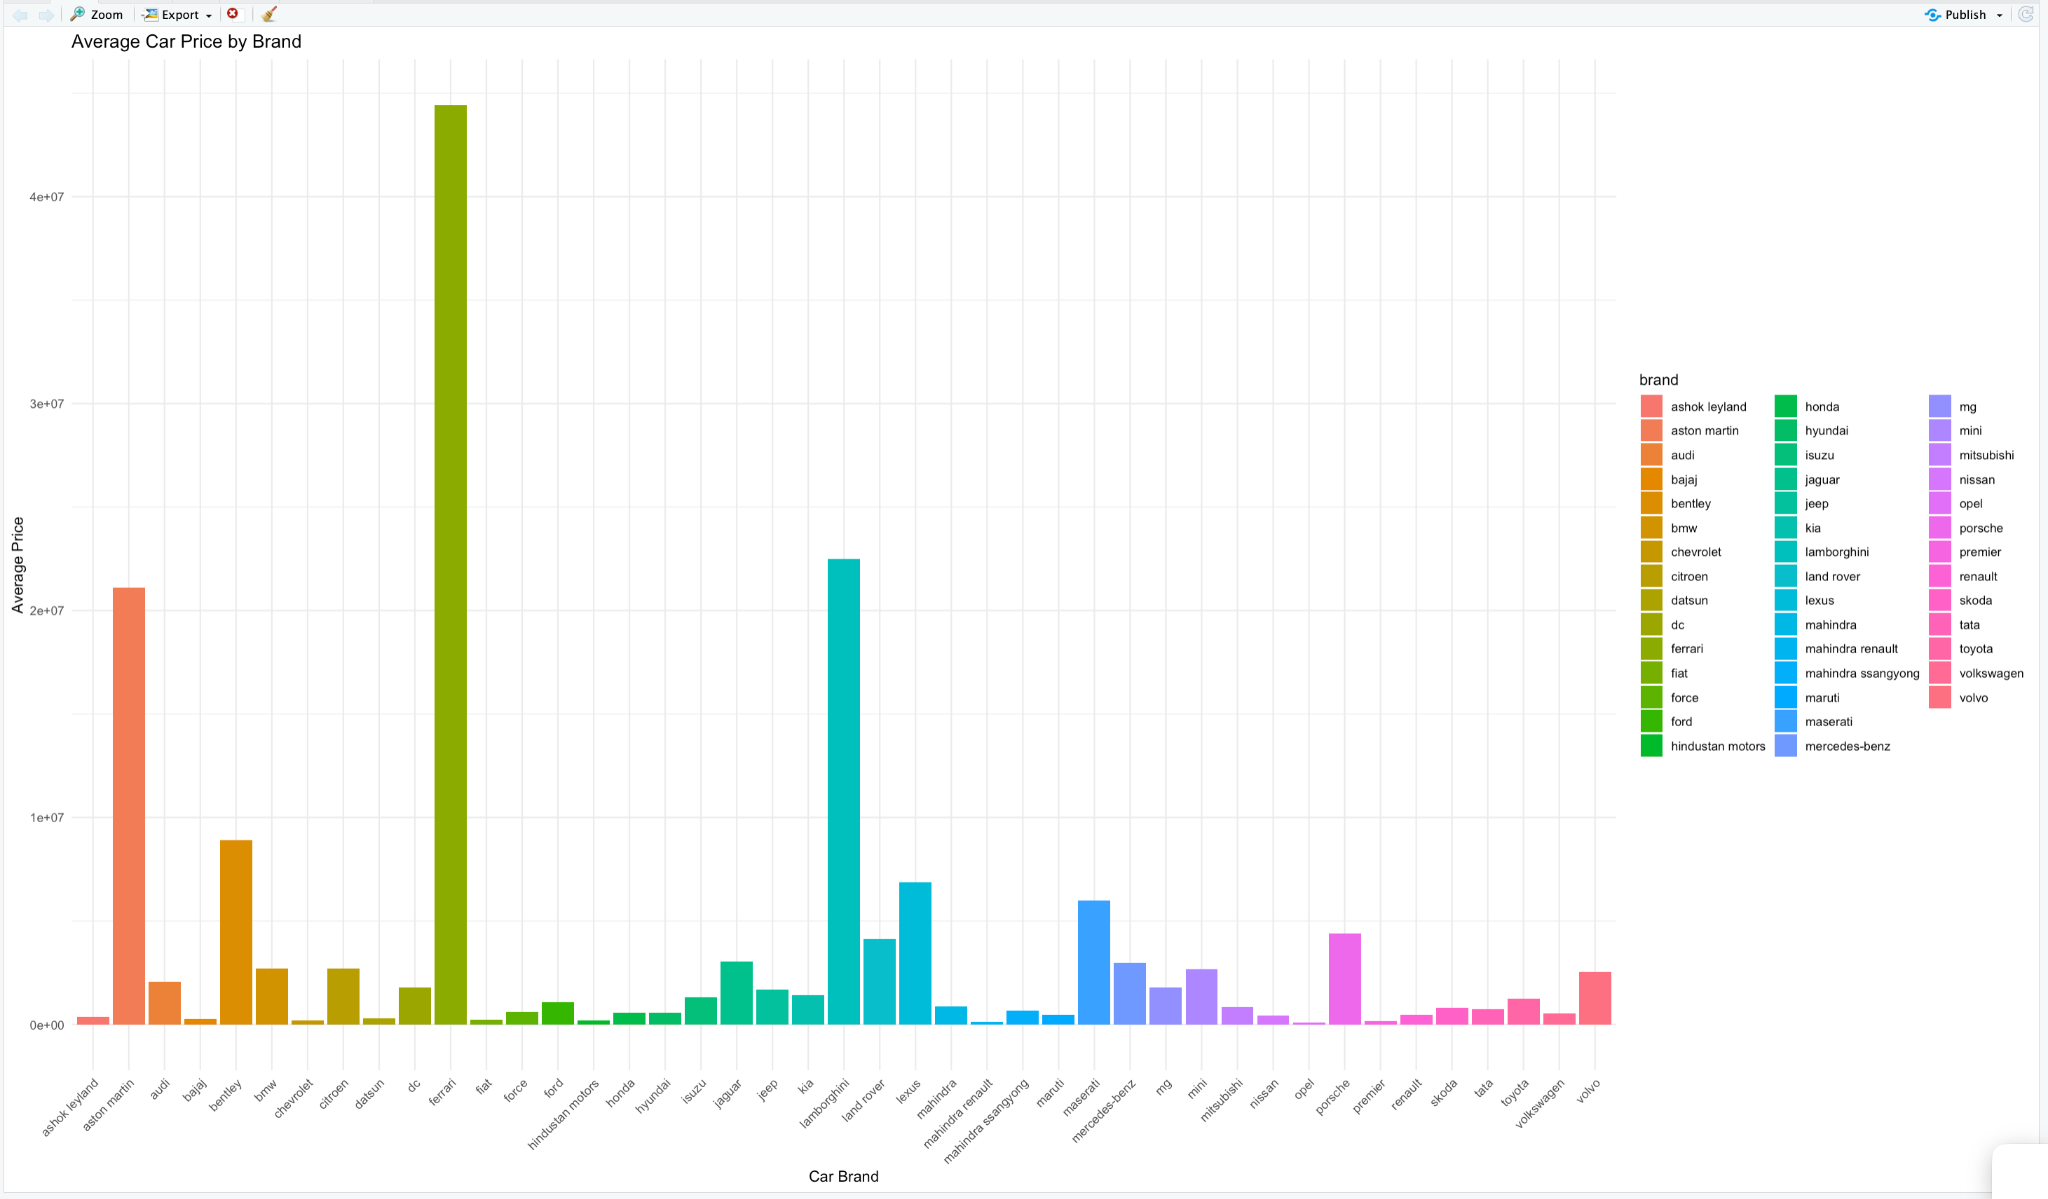 Zoom Export Publish
Average Car Price by Brand
Average Price
4e+07
3e+07
2e+07
1e+07
0e+00
ashok leyland
aston martin
audi
bajaj
bentley
bmw
chevrolet
citroen
datsun
dc
ferrari
fiat
force
ford
hindustan motors
honda
hyundai
isuzu
jaguar
jeep
kia
lamborghini
land rover
lexus
mahindra
mahindra renault
mahindra ssangyong
maruti
maserati
mercedes-benz
mg
mini
mitsubishi
nissan
opel
porsche
premier
renault
skoda
tata
toyota
volkswagen
volvo
Car Brand
brand
ashok leyland
aston martin
audi
bajaj
bentley
bmw
chevrolet
citroen
datsun
dc
ferrari
fiat
force
ford
hindustan motors
honda
hyundai
isuzu
jaguar
jeep
kia
lamborghini
land rover
lexus
mahindra
mahindra renault
mahindra ssangyong
maruti
maserati
mercedes-benz
mg
mini
mitsubishi
nissan
opel
porsche
premier
renault
skoda
tata
toyota
volkswagen
volvo